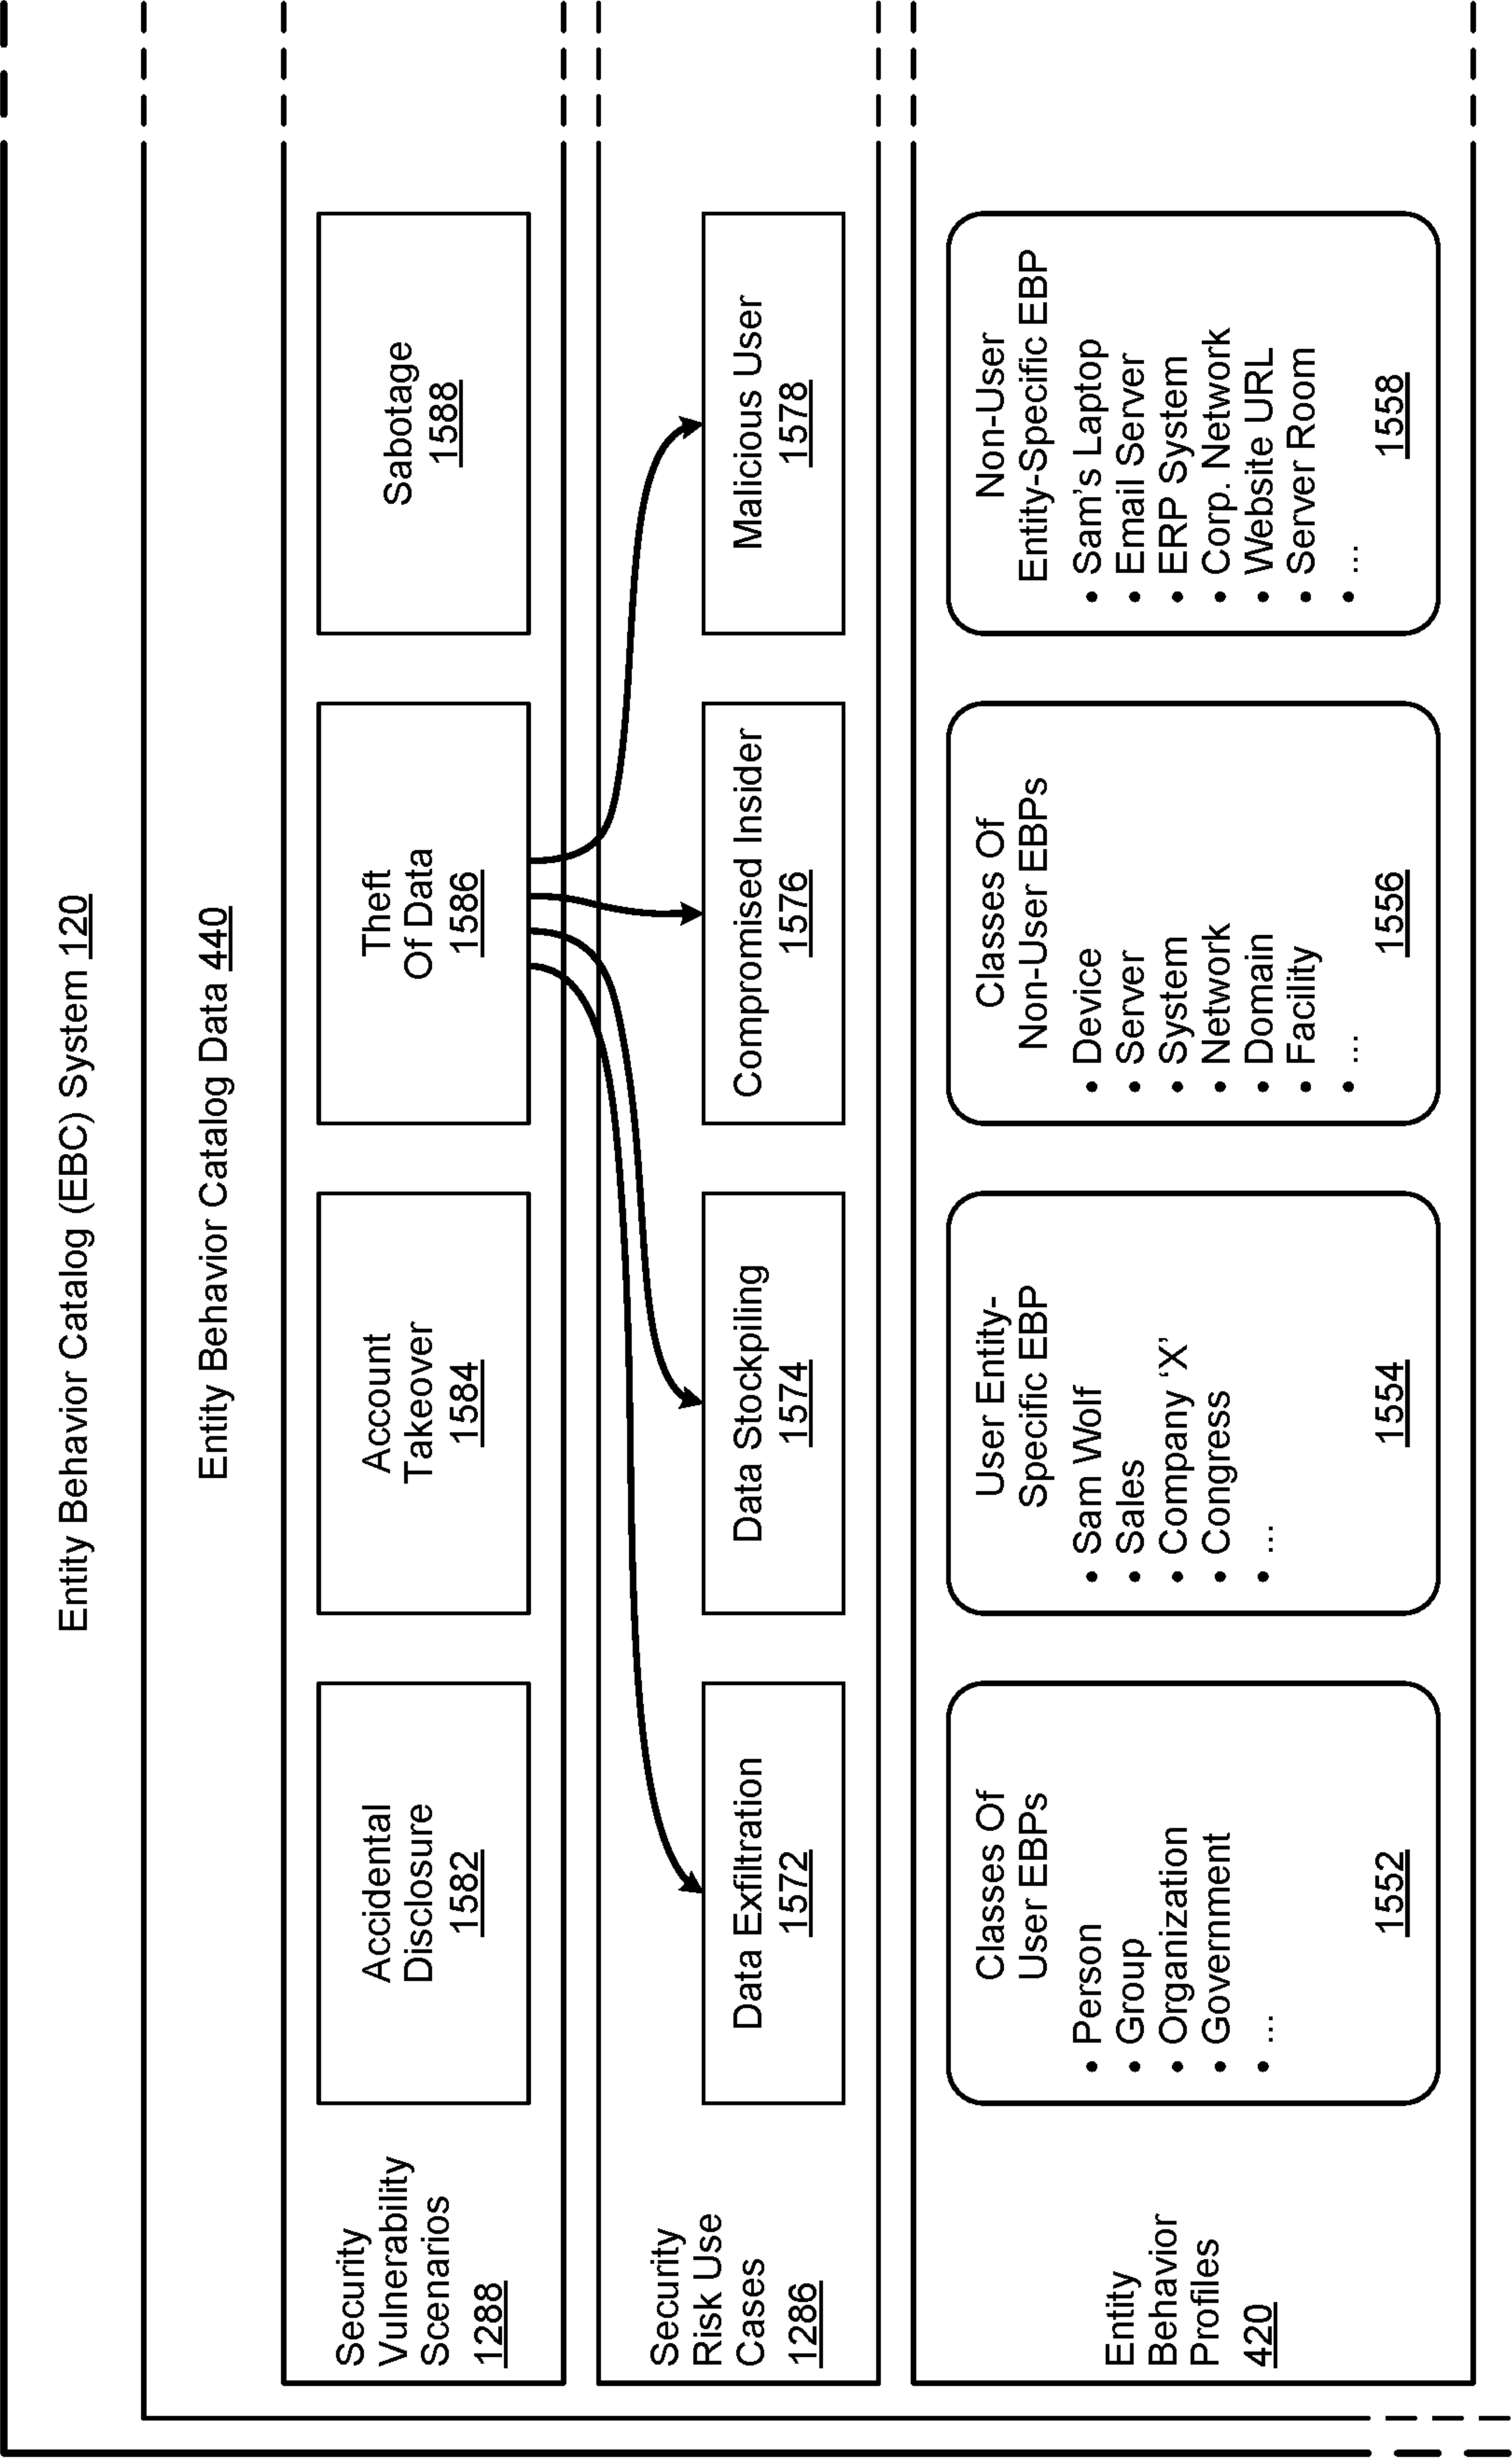 Entity Behavior Catalog (EBC) System 120
Entity Behavior Catalog Data 440
Security
Vulnerability
Scenarios
1288
Accidental
Disclosure
1582
Account
Takeover
1584
Theft
Of Data
1586
Sabotage
1588
Security
Risk Use
Cases
1286
Data Exfiltration
1572
Data Stockpiling
1574
Compromised Insider
1576
Malicious User
1578
Entity
Behavior
Profiles
420
Classes Of
User EBPs
• Person
• Group
• Organization
• Government
• ...
1552
User Entity-
Specific EBP
• Sam Wolf
• Sales
• Company ‘X’
• Congress
• ...
1554
Classes Of
Non-User EBPs
• Device
• Server
• System
• Network
• Domain
• Facility
• ...
1556
Non-User
Entity-Specific EBP
• Sam’s Laptop
• Email Server
• ERP System
• Corp. Network
• Website URL
• Server Room
• ...
1558